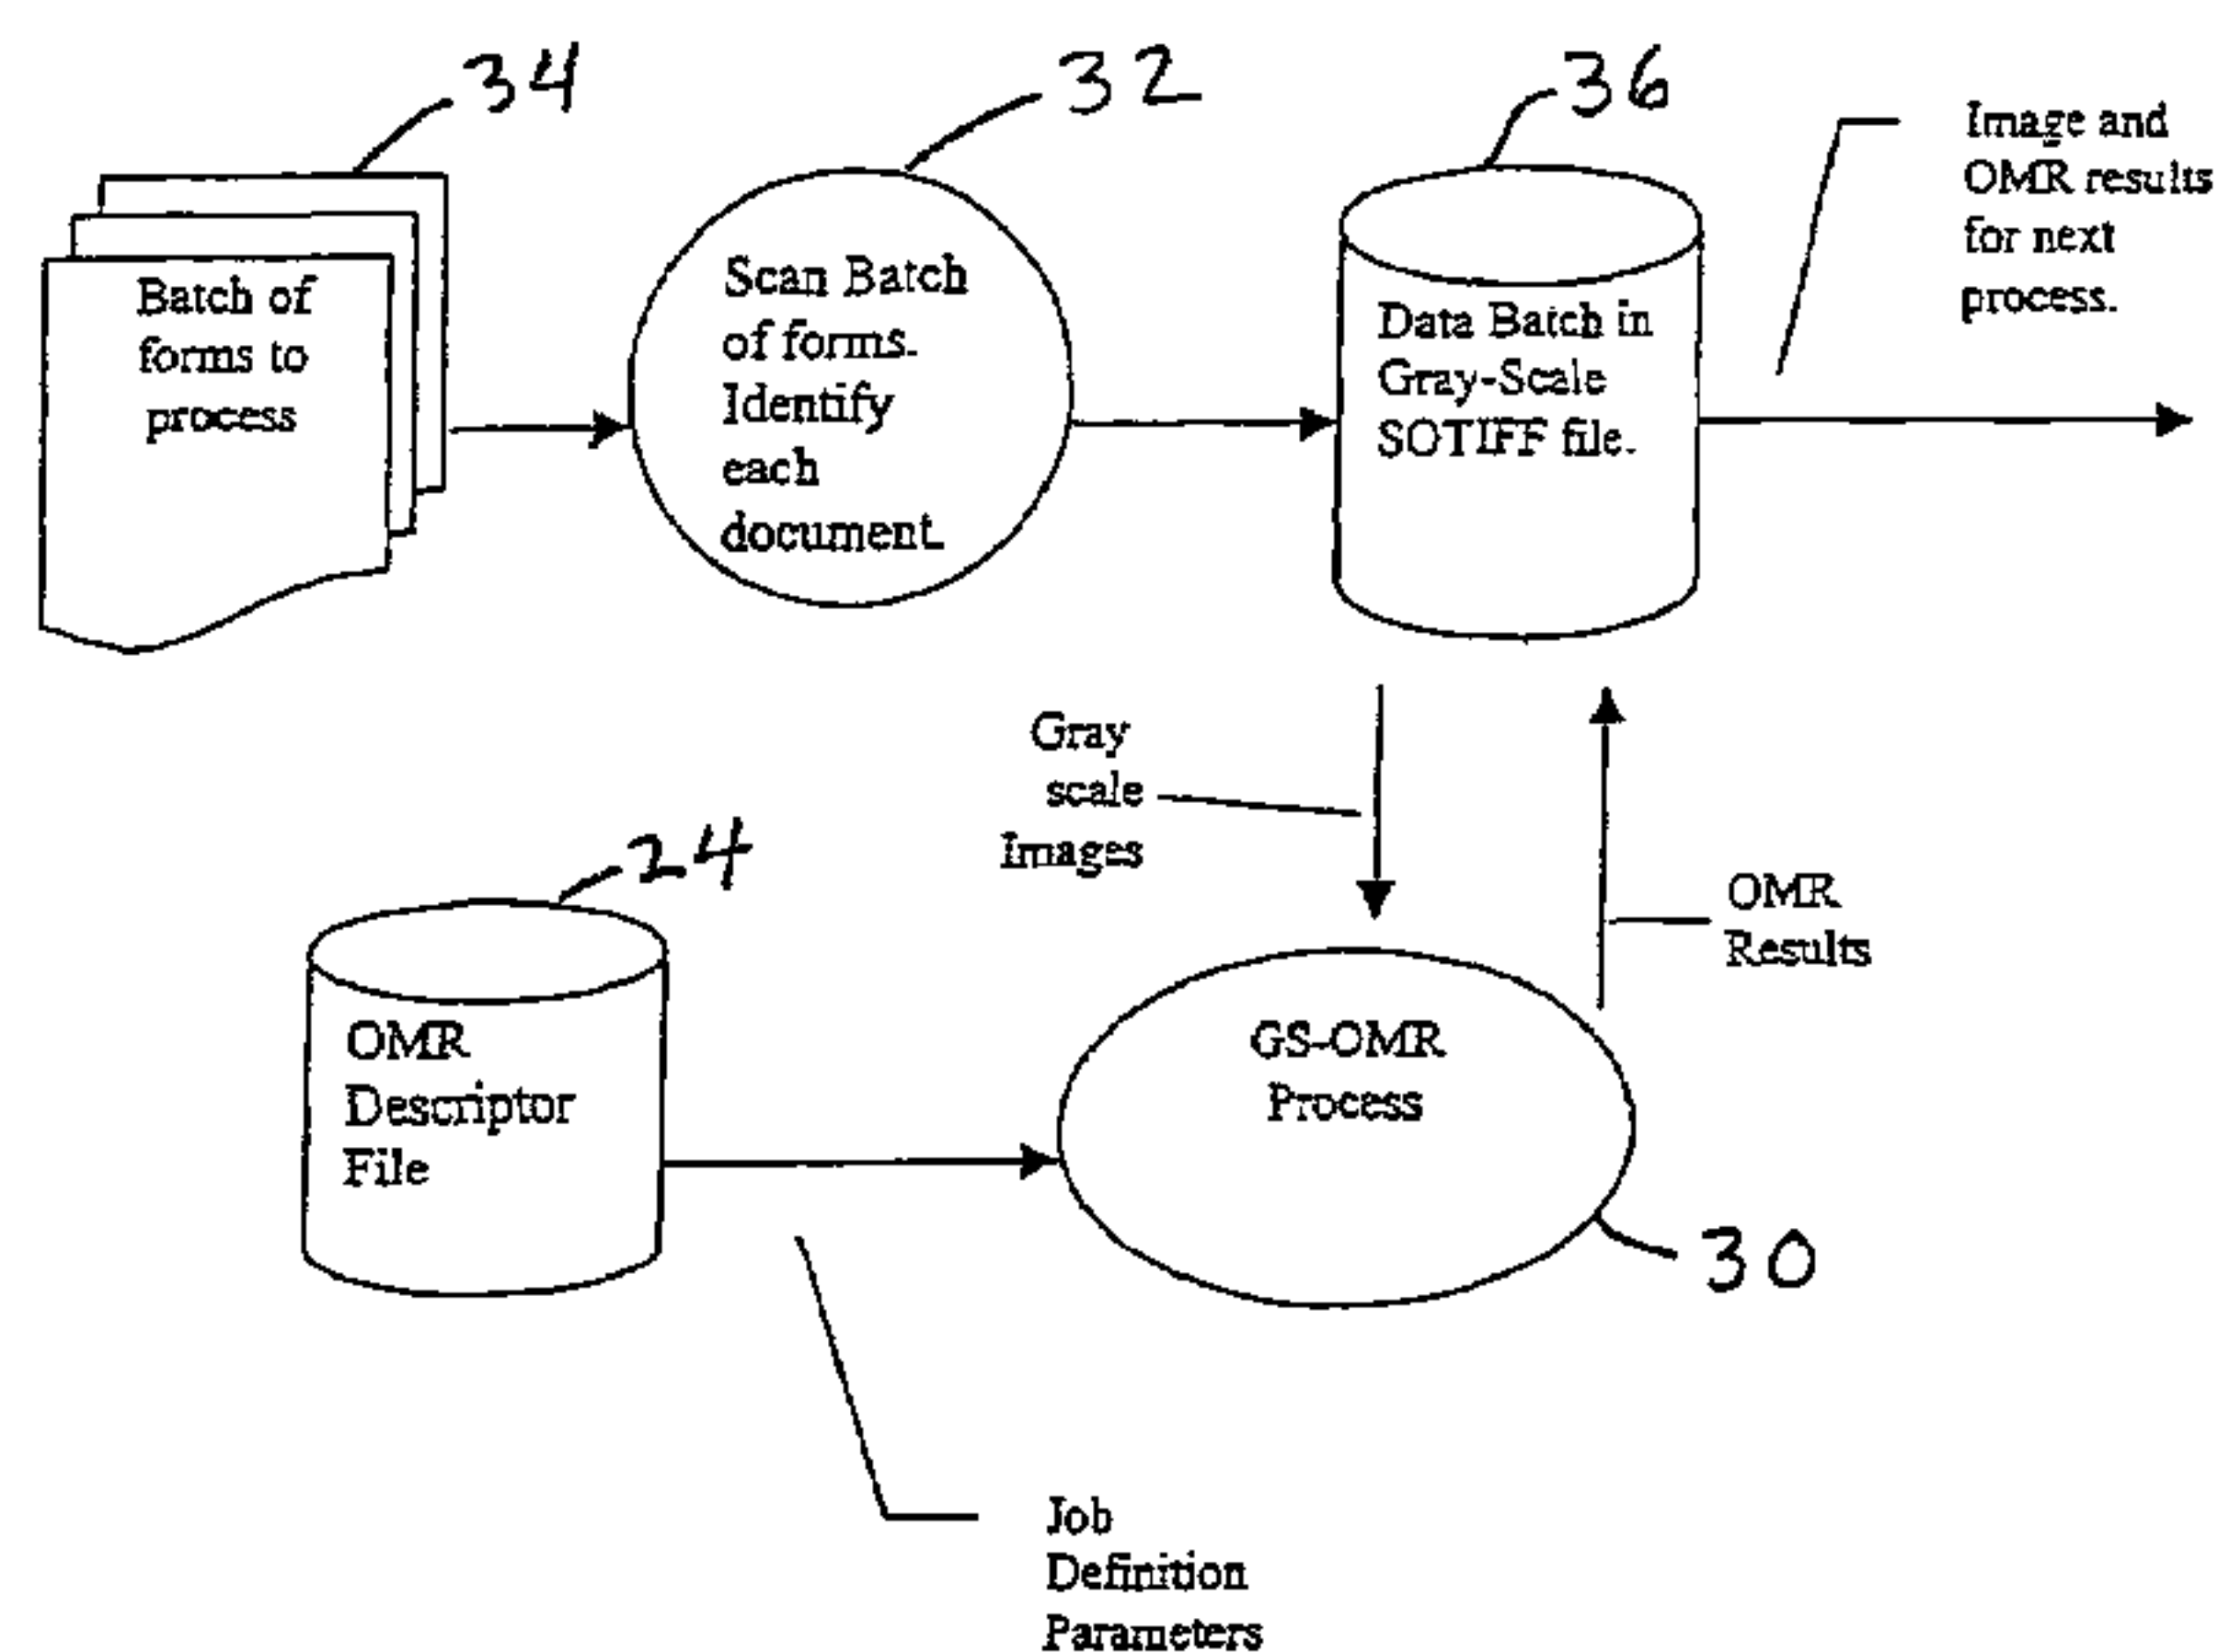 34
32
36
Image and
OMR results
for next
process.
Batch of
forms to
process
Scan Batch
of forms.
Identify
each
document.
Data Batch in
Gray-Scale
SOTIFF file.
Gray
scale
Images
OMR
Results
24
OMR
Descriptor
File
GS-OMR
Process
30
Job
Definition
Parameters